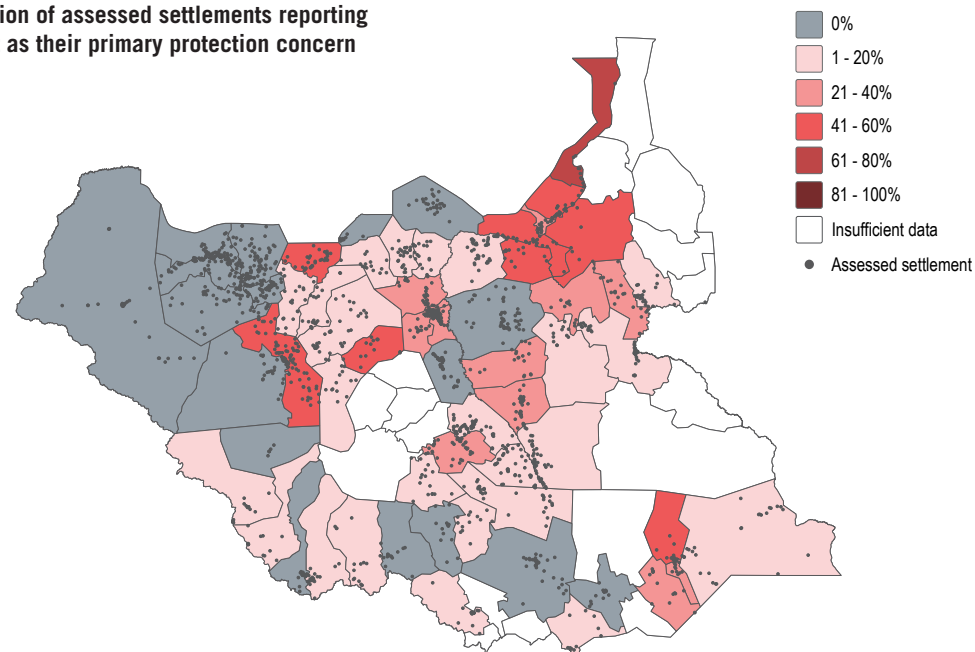 ion of assessed settlements reporting
as their primary protection concern
0%
1 - 20%
21 - 40%
41 - 60%
61 - 80%
81 - 100%
Insufficient data
Assessed settlement